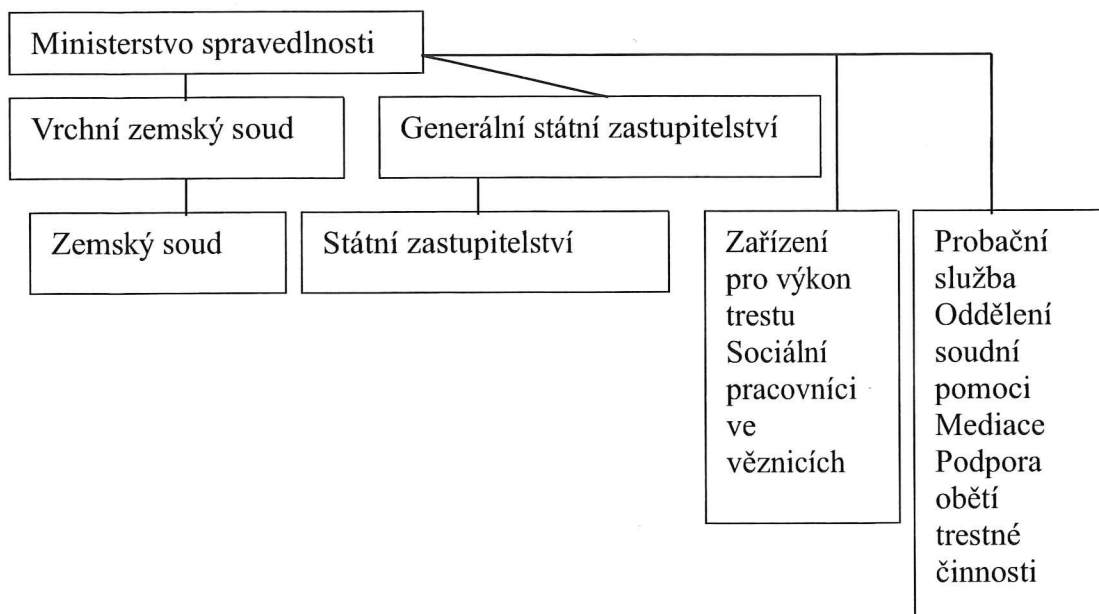 Ministerstvo spravedlnosti
Vrchní zemský soud
Generální státní zastupitelství
Zemský soud
Státní zastupitelství
Zařízení
pro výkon
trestu
Sociální
pracovníci
ve
věznicích
Probační
služba
Oddělení
soudní
pomoci
Mediace
Podpora
obětí
trestné
činnosti